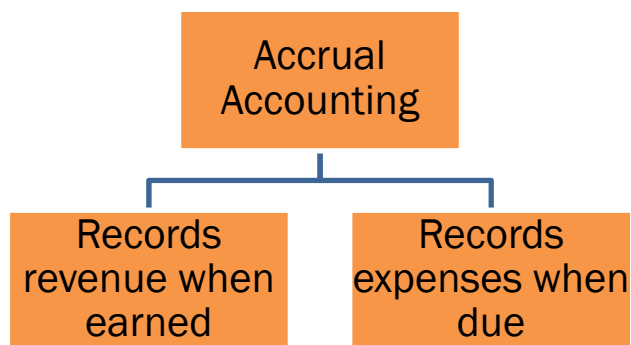 Accrual
Accounting
Records
revenue when
earned
Records
expenses when
due